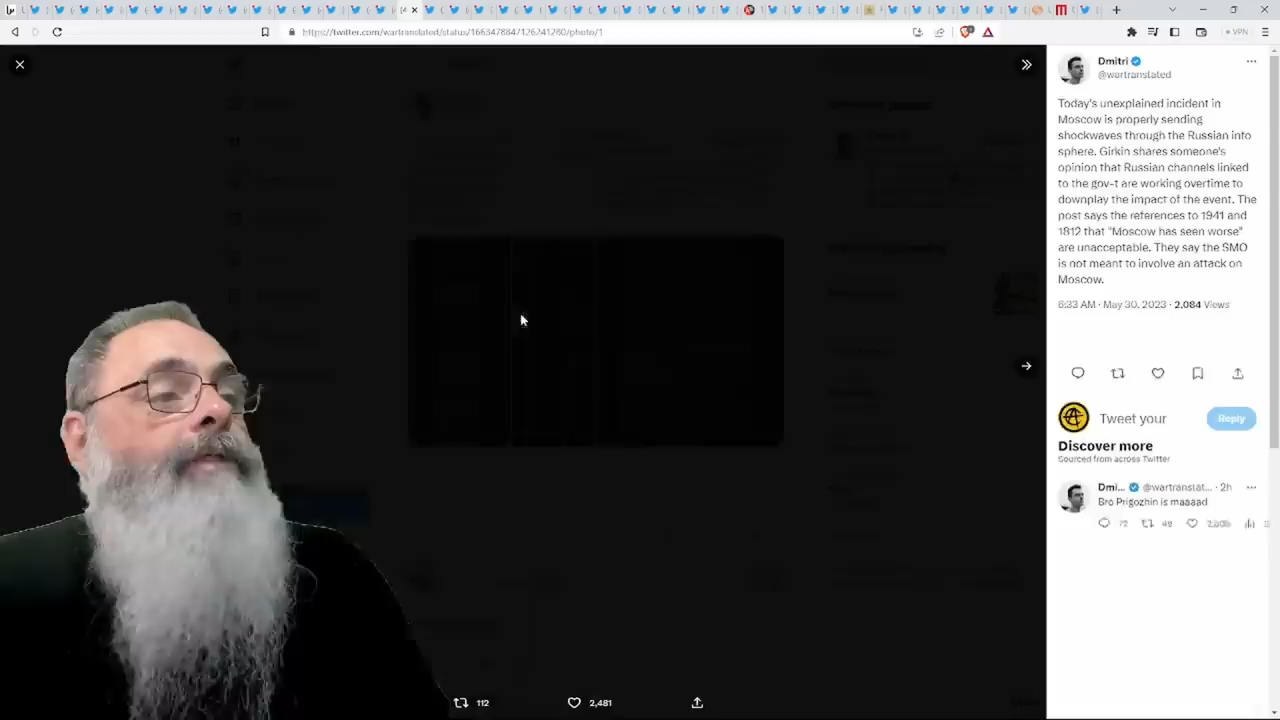 https://twitter.com/wartranslated/status/1663478847126241280/photo/1
VPN
Dmitri
@wartranslated
Today's unexplained incident in
Moscow is properly sending
shockwaves through the Russian into
sphere. Girkin shares someone's
opinion that Russian channels linked
to the gov-t are working overtime to
downplay the impact of the event. The
post says the references to 1941 and
1812 that "Moscow has seen worse"
are unacceptable. They say the SMO
is not meant to involve an attack on
Moscow.
6:33 AM · May 30, 2023 · 2,084 Views
Tweet your
Reply
Discover more
Sourced from across Twitter
Dmi... @wartranslat... · 2h
Bro Prigozhin is maaaad
72 49
112 2,481